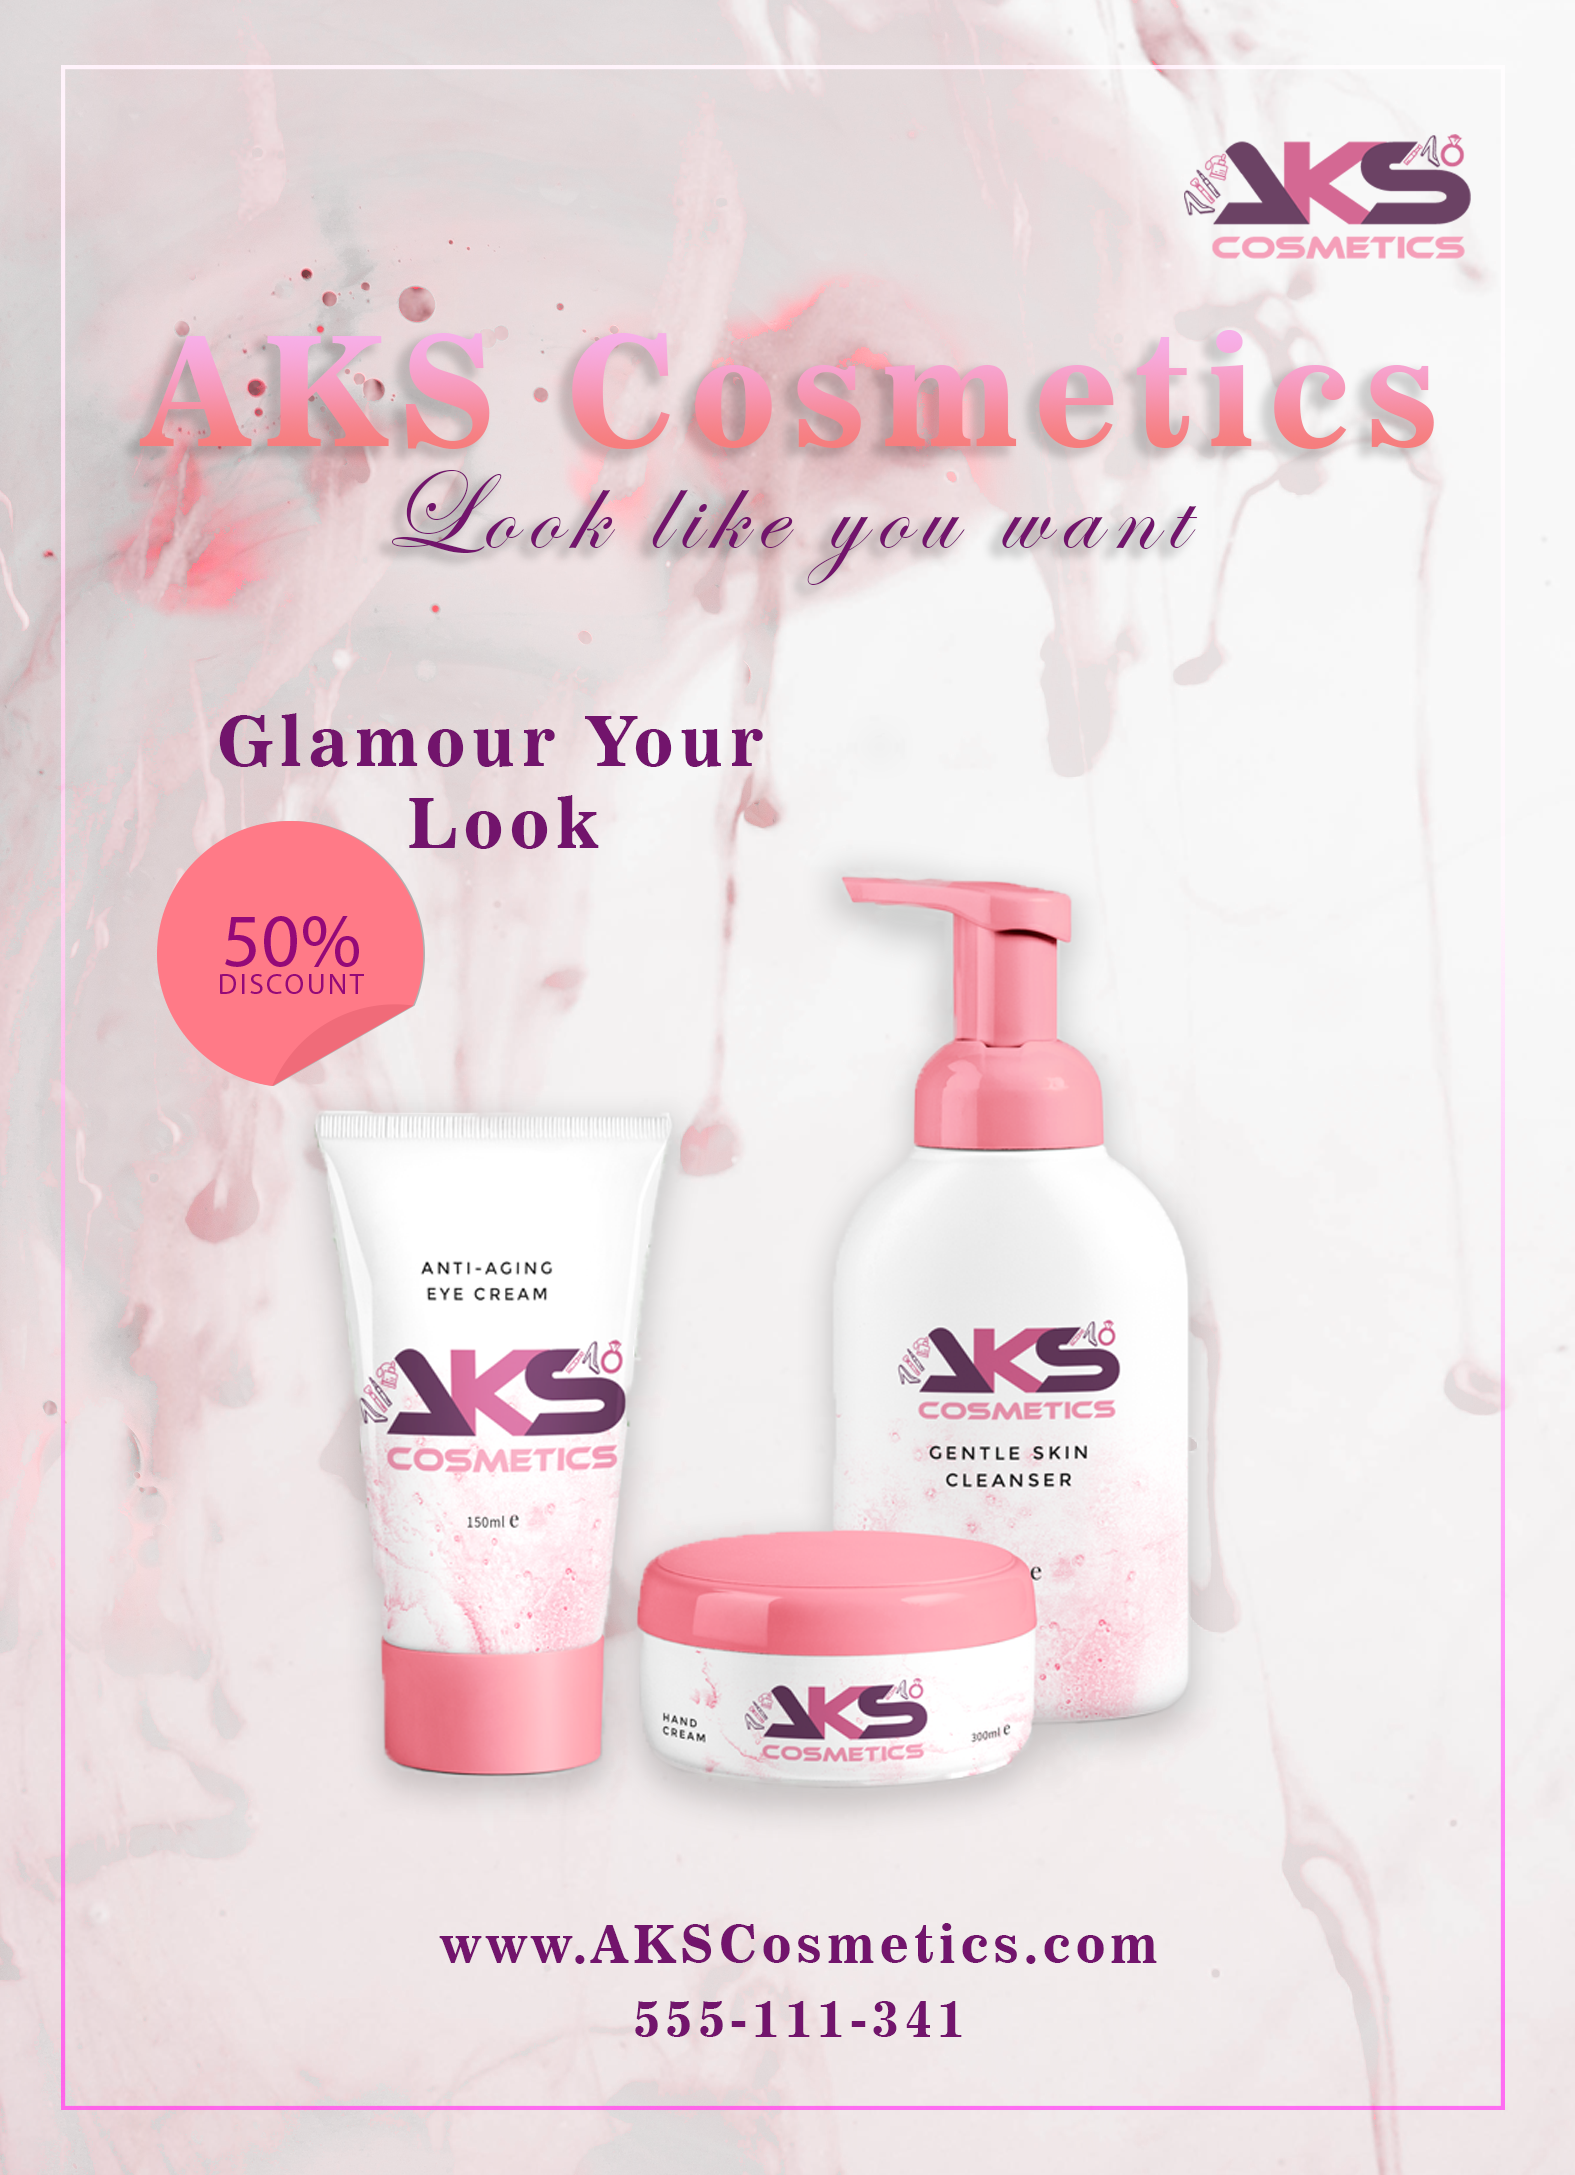 AKS
COSMETICS
AKS Cosmetics
Look like you want
Glamour Your
Look
50%
DISCOUNT
ANTI-AGING
EYE CREAM
AKS
COSMETICS
150ml e
AKS
COSMETICS
GENTLE SKIN
CLEANSER
e
HAND
CREAM
AKS
COSMETICS
300ml e
www.AKSCosmetics.com
555-111-341